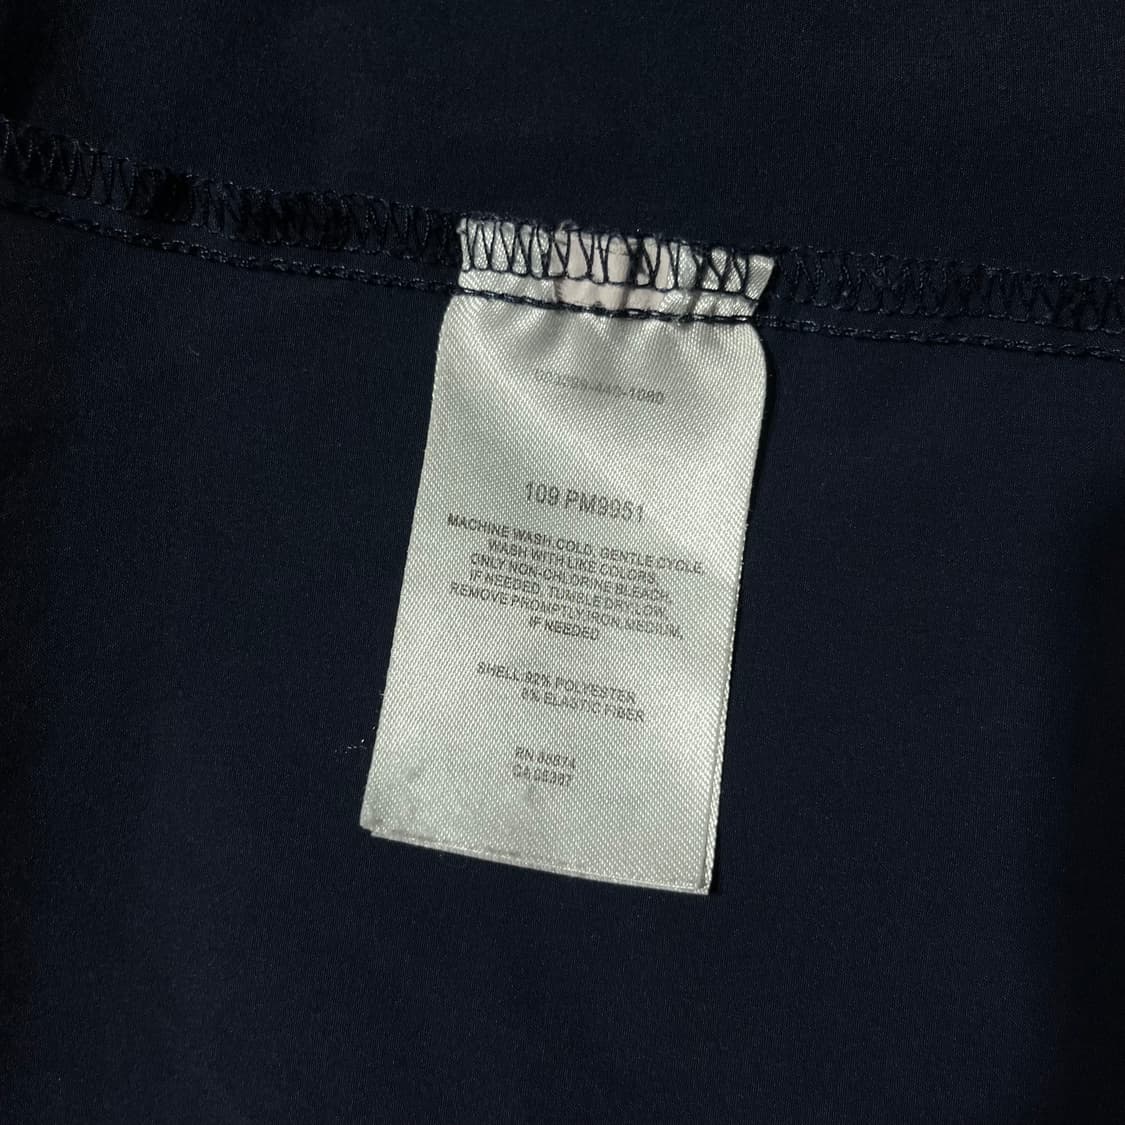 109 PM9951
MACHINE WASH COLD, GENTLE CYCLE.
WASH WITH LIKE COLORS.
ONLY NON-CHLORINE BLEACH,
IF NEEDED. TUMBLE DRY LOW.
REMOVE PROMPTLY.IRON MEDIUM,
IF NEEDED.
SHELL:92% POLYESTER
8% ELASTIC FIBER
RN
CA